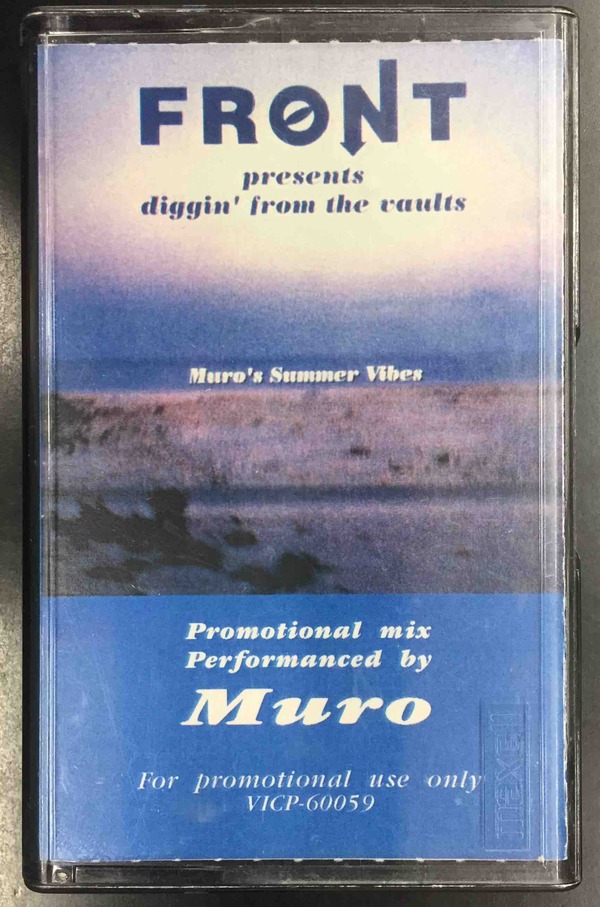 FRONT
presents
diggin' from the vaults
Muro's Summer Vibes
Promotional mix
Performanced by
Muro
For promotional use only
VICP-60059
maxell